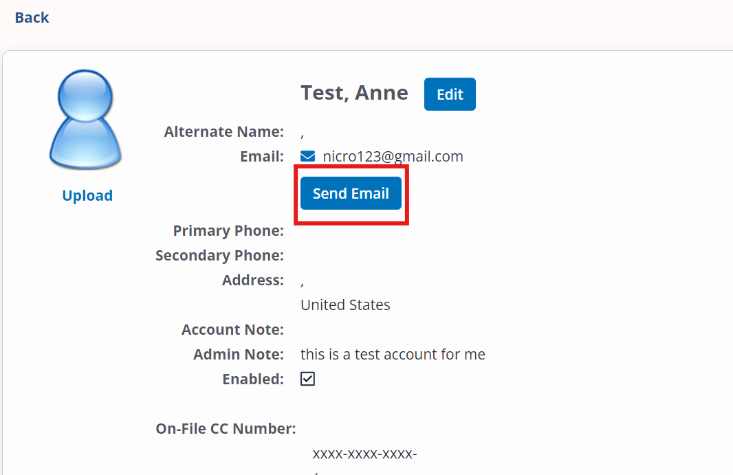 Back
Test, Anne Edit
Alternate Name: ,
Email: nicro123@gmail.com
Upload
Send Email
Primary Phone:
Secondary Phone:
Address: ,
United States
Account Note:
Admin Note: this is a test account for me
Enabled:
On-File CC Number:
xxxx-xxxx-xxxx-